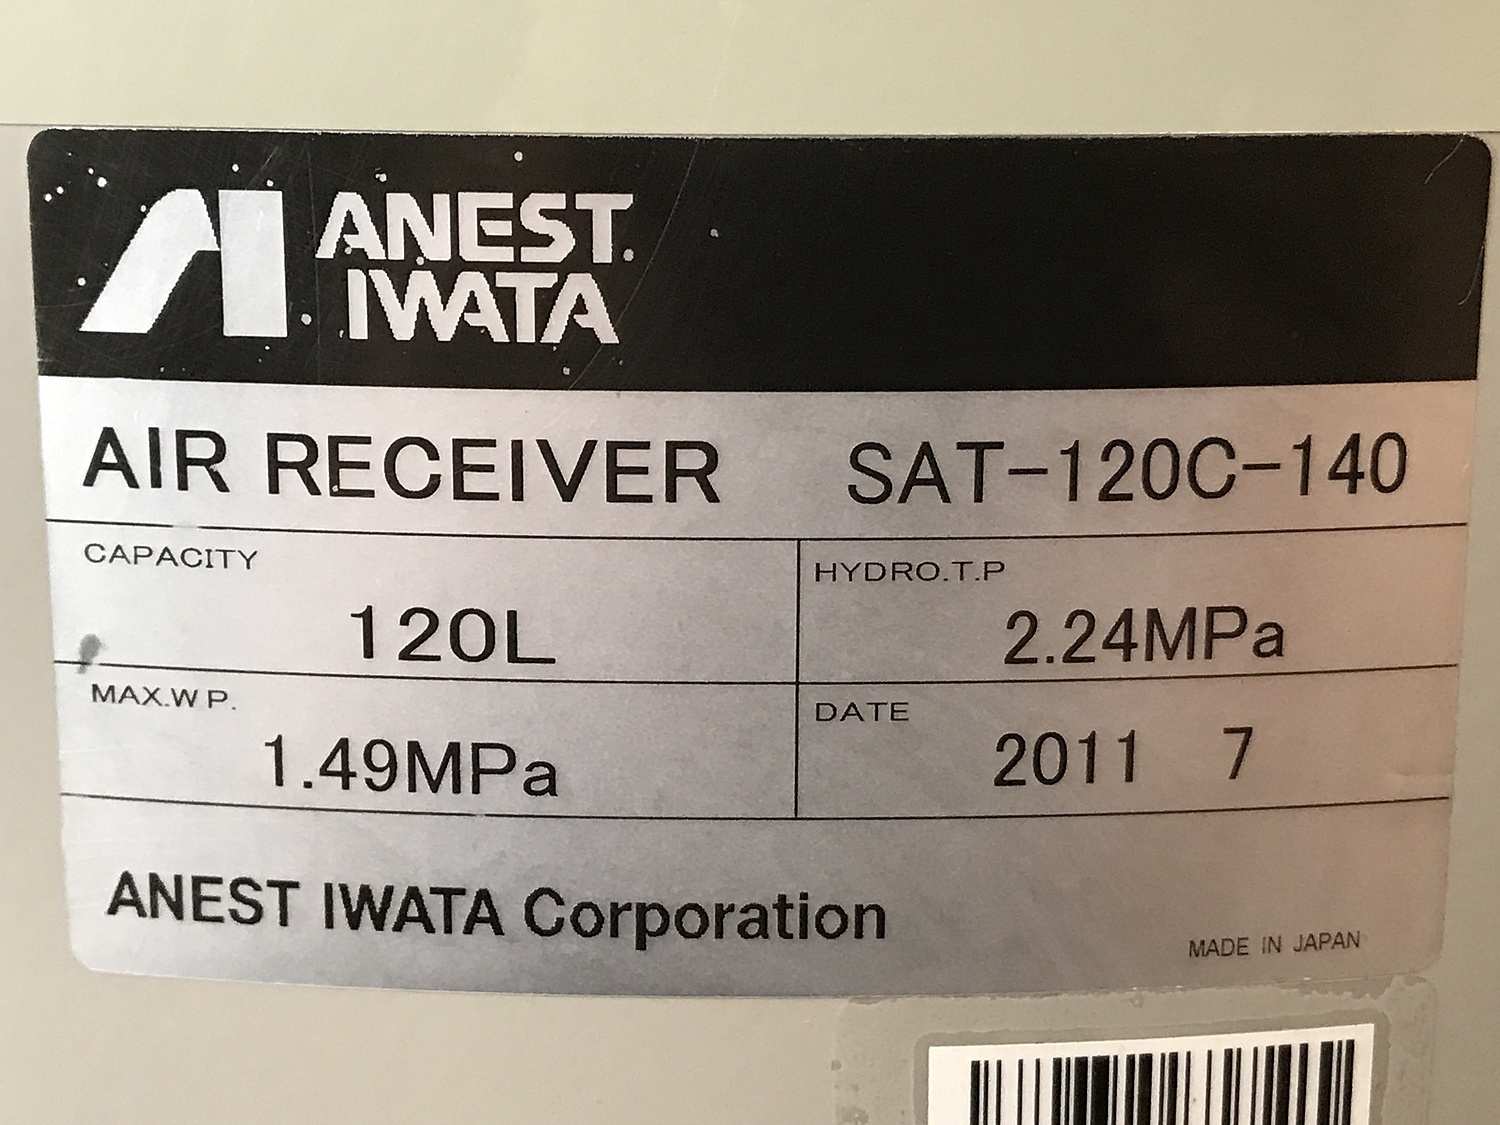 ANEST
IWATA
AIR RECEIVER SAT-120C-140
CAPACITY
120L
HYDRO.T.P
2.24MPa
MAX.W P.
1.49MPa
DATE
2011 7
ANEST IWATA Corporation
MADE IN JAPAN